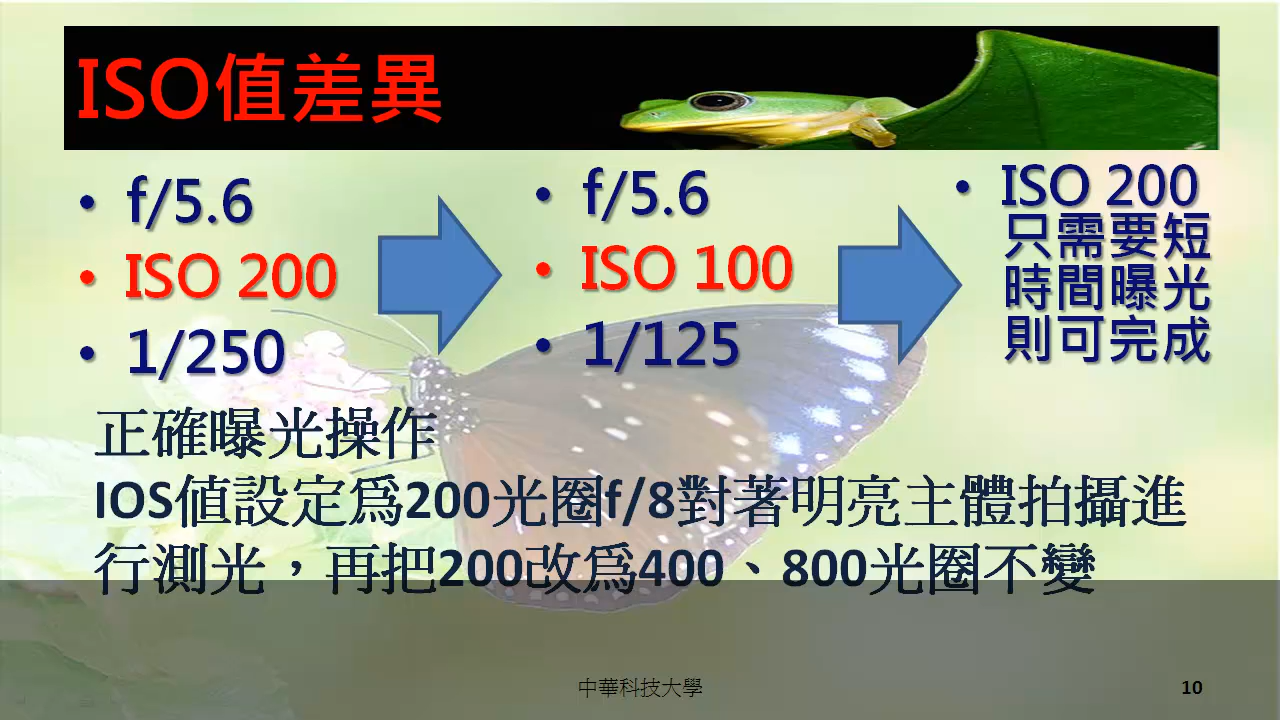 ISO值差異
• f/5.6
• ISO 200
• 1/250
• f/5.6
• ISO 100
• 1/125
• ISO 200
只需要短
時間曝光
則可完成
正確曝光操作
IOS值設定為200光圈f/8對著明亮主體拍攝進
行測光，再把200改為400、800光圈不變
中華科技大學
10